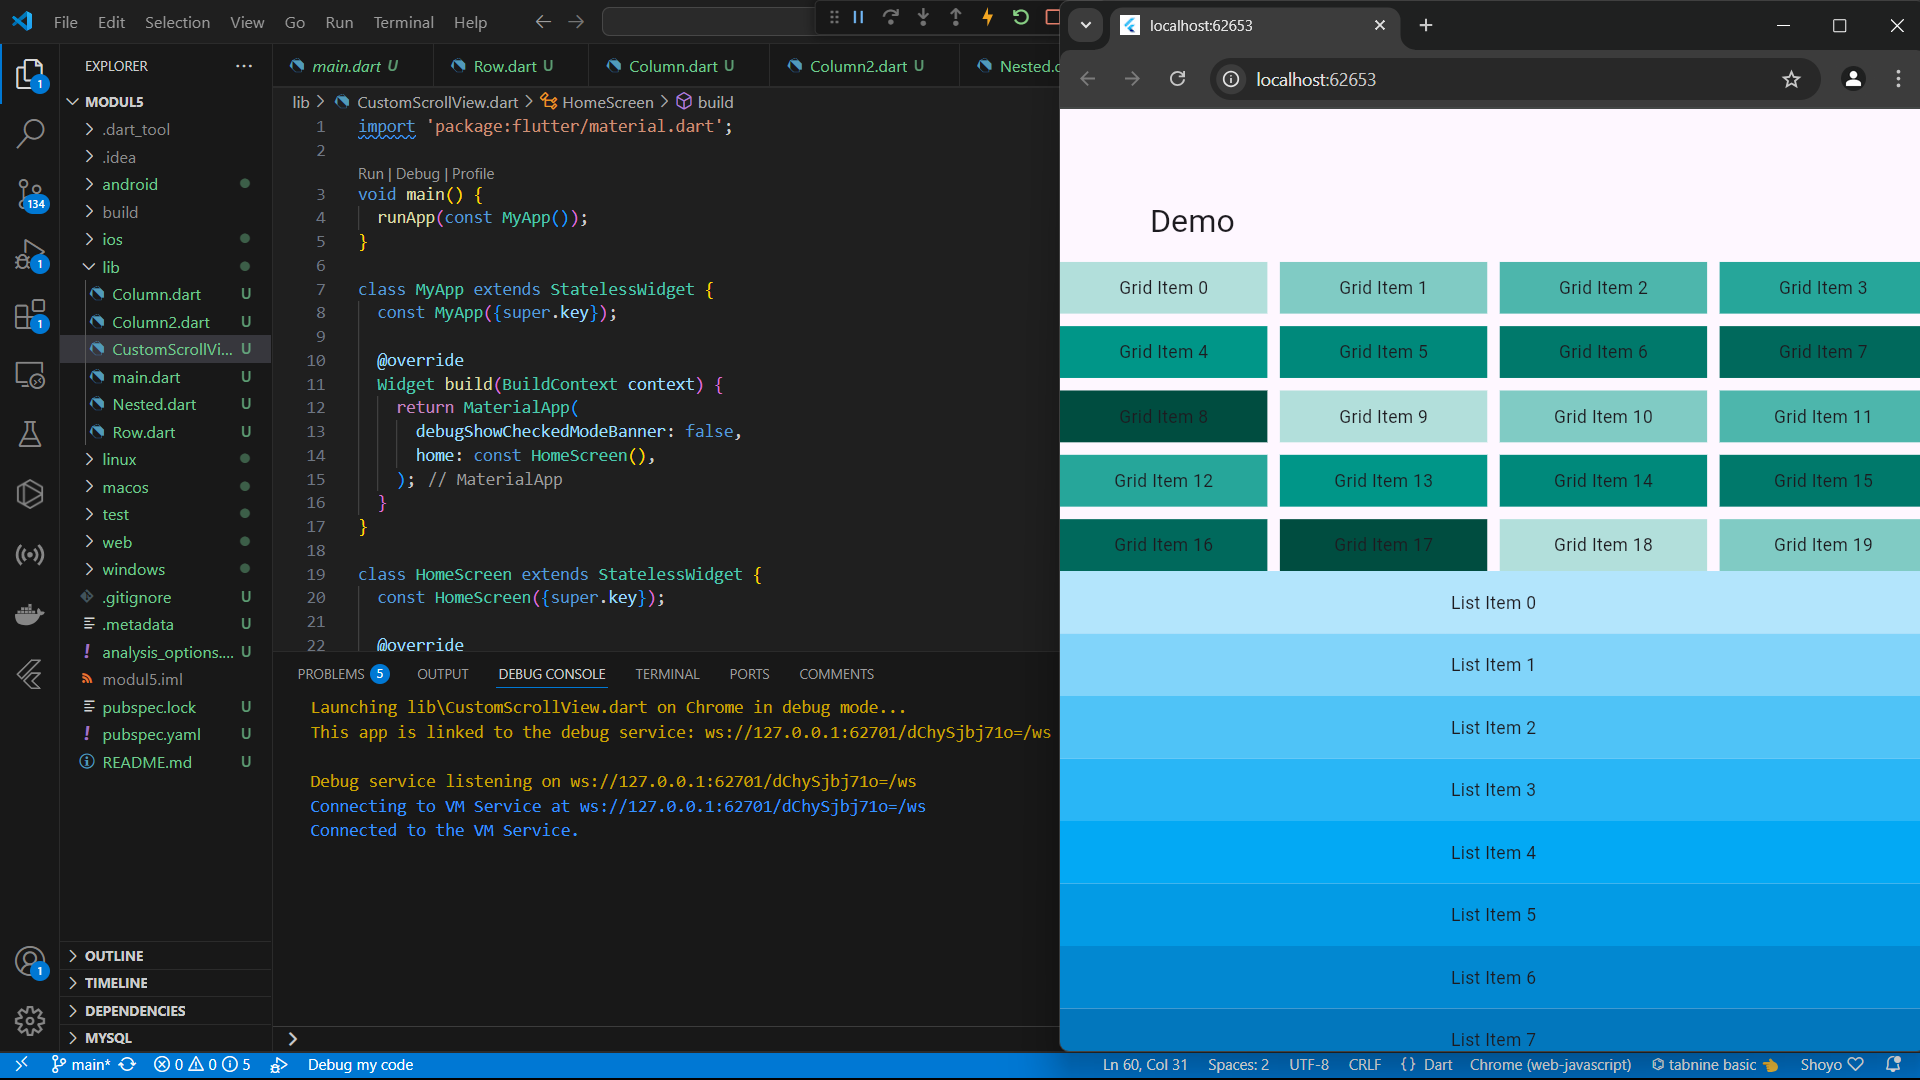 File Edit Selection View Go Run Terminal Help
EXPLORER
MODUL5
.dart_tool
.idea
android
build
ios
lib
Column.dart U
Column2.dart U
CustomScrollVi... U
main.dart U
Nested.dart U
Row.dart U
linux
macos
test
web
windows
.gitignore U
.metadata U
analysis_options.... U
modul5.iml
pubspec.lock U
pubspec.yaml U
README.md U
OUTLINE
TIMELINE
DEPENDENCIES
MYSQL
1
134
1
1
1
main.dart U Row.dart U Column.dart U Column2.dart U Nested.c
lib > CustomScrollView.dart > HomeScreen > build
1 import 'package:flutter/material.dart';
2
Run | Debug | Profile
3 void main() {
4 runApp(const MyApp());
5 }
6
7 class MyApp extends StatelessWidget {
8 const MyApp({super.key});
9
10 @override
11 Widget build(BuildContext context) {
12 return MaterialApp(
13 debugShowCheckedModeBanner: false,
14 home: const HomeScreen(),
15 ); // MaterialApp
16 }
17 }
18
19 class HomeScreen extends StatelessWidget {
20 const HomeScreen({super.key});
21
22 @override
PROBLEMS 5 OUTPUT DEBUG CONSOLE TERMINAL PORTS COMMENTS
Launching lib\CustomScrollView.dart on Chrome in debug mode...
This app is linked to the debug service: ws://127.0.0.1:62701/dChySjbj71o=/ws
Debug service listening on ws://127.0.0.1:62701/dChySjbj71o=/ws
Connecting to VM Service at ws://127.0.0.1:62701/dChySjbj71o=/ws
Connected to the VM Service.
localhost:62653
localhost:62653
Demo
Grid Item 0 Grid Item 1 Grid Item 2 Grid Item 3
Grid Item 4 Grid Item 5 Grid Item 6 Grid Item 7
Grid Item 8 Grid Item 9 Grid Item 10 Grid Item 11
Grid Item 12 Grid Item 13 Grid Item 14 Grid Item 15
Grid Item 16 Grid Item 17 Grid Item 18 Grid Item 19
List Item 0
List Item 1
List Item 2
List Item 3
List Item 4
List Item 5
List Item 6
List Item 7
main* 0 0 5 Debug my code Ln 60, Col 31 Spaces: 2 UTF-8 CRLF {} Dart Chrome (web-javascript) tabnine basic Shoyo